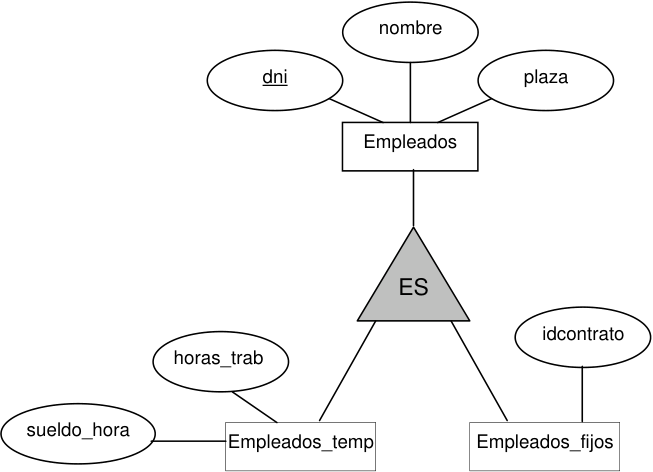 nombre
dni
plaza
Empleados
ES
idcontrato
horas_trab
sueldo_hora
Empleados_temp
Empleados_fijos